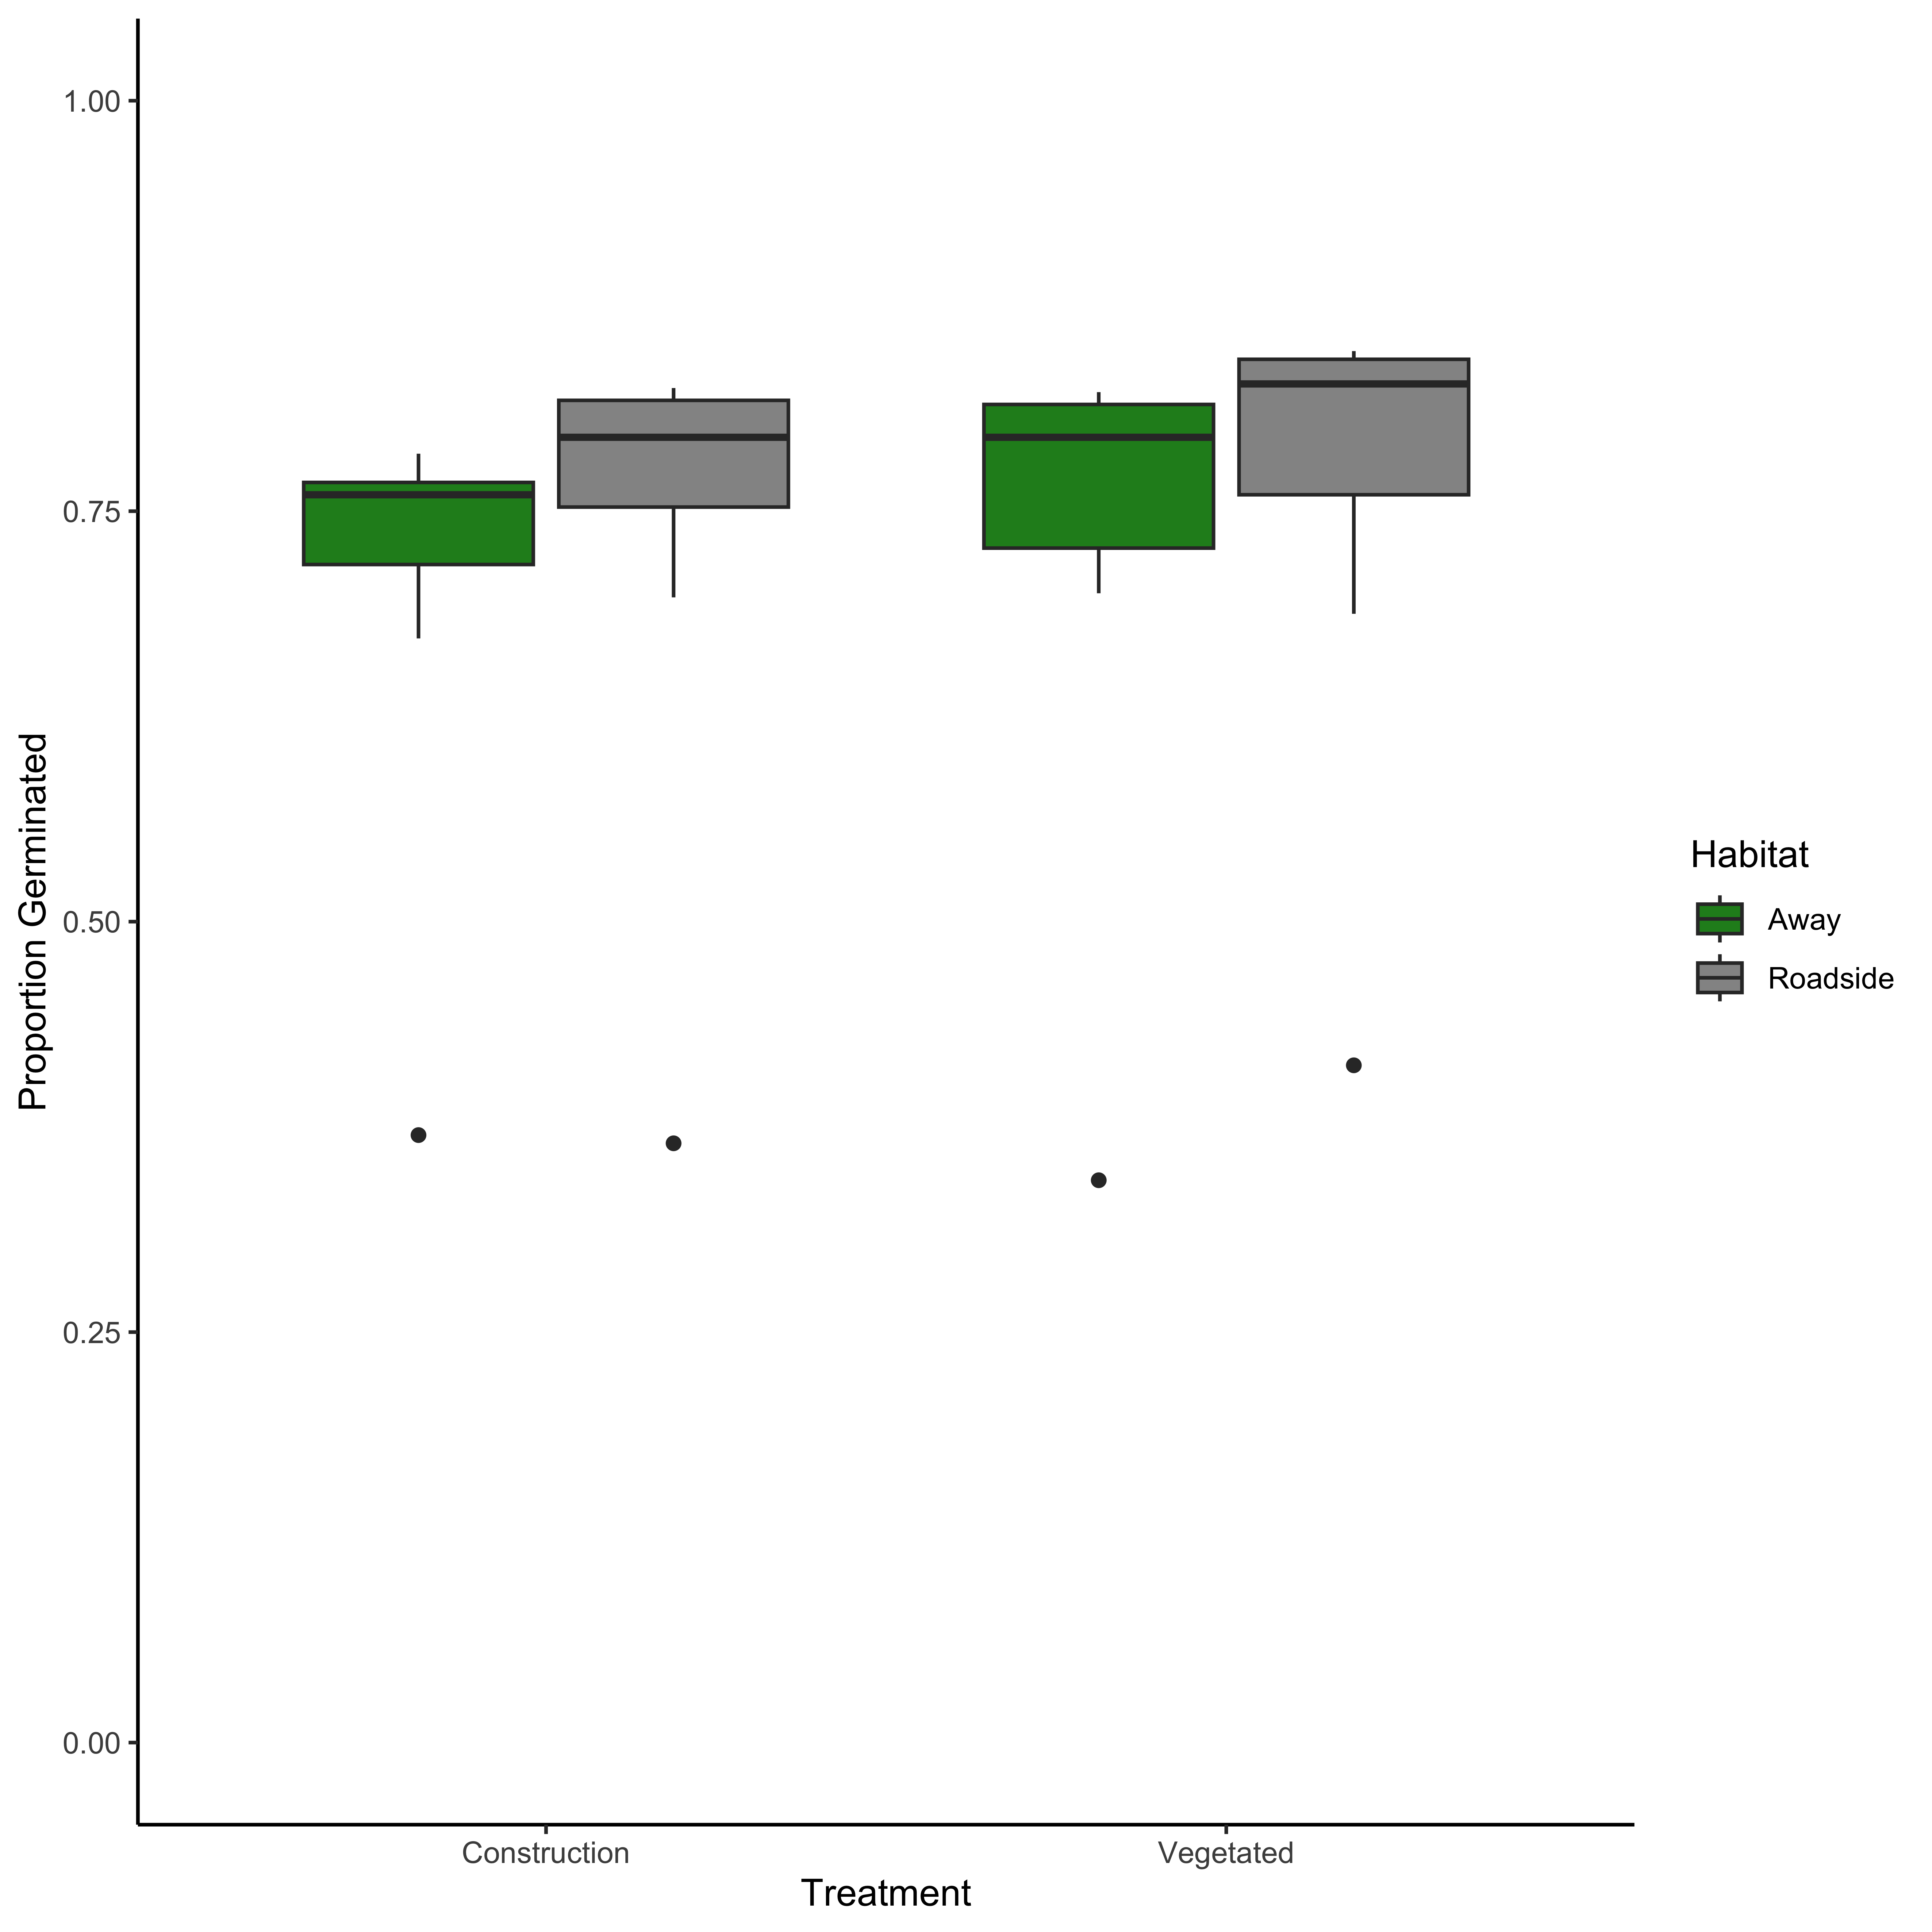 1.00
0.75
0.50
0.25
0.00
Proportion Germinated
Construction
Vegetated
Treatment
Habitat
Away
Roadside